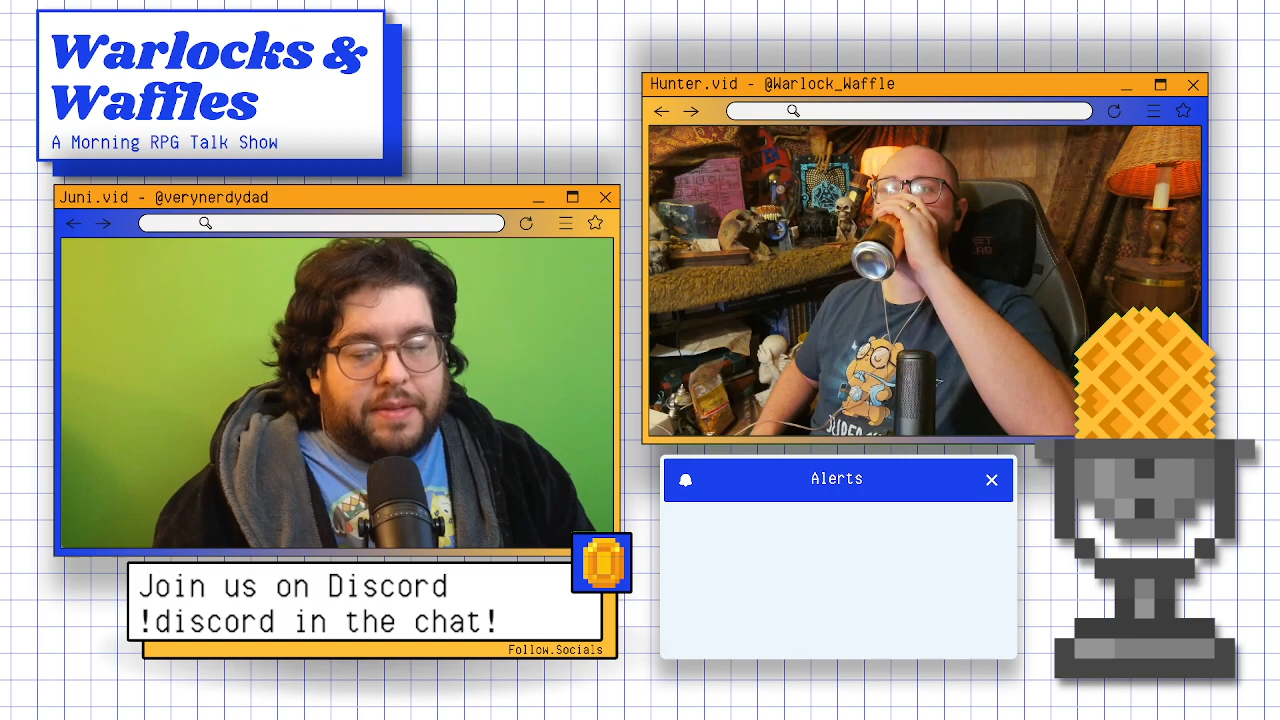 Warlocks &
Waffles
A Morning RPG Talk Show
Hunter.vid - @Warlock_Waffle
Juni.vid - @verynerdydad
Alerts
Join us on Discord
!discord in the chat!
Follow.Socials